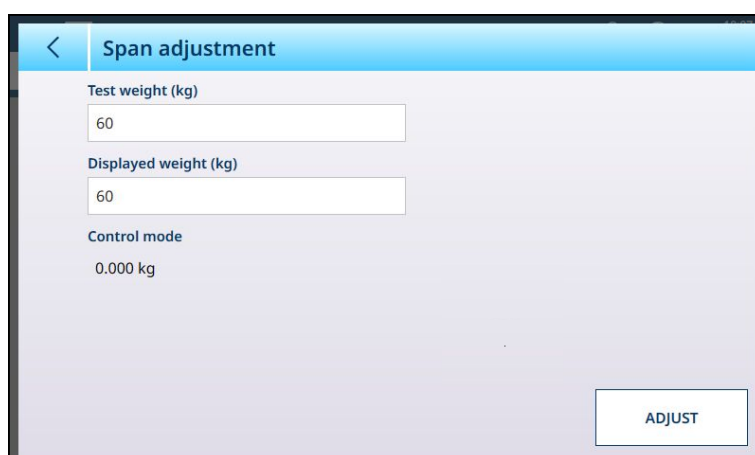 Span adjustment
Test weight (kg)
60
Displayed weight (kg)
60
Control mode
0.000 kg
ADJUST